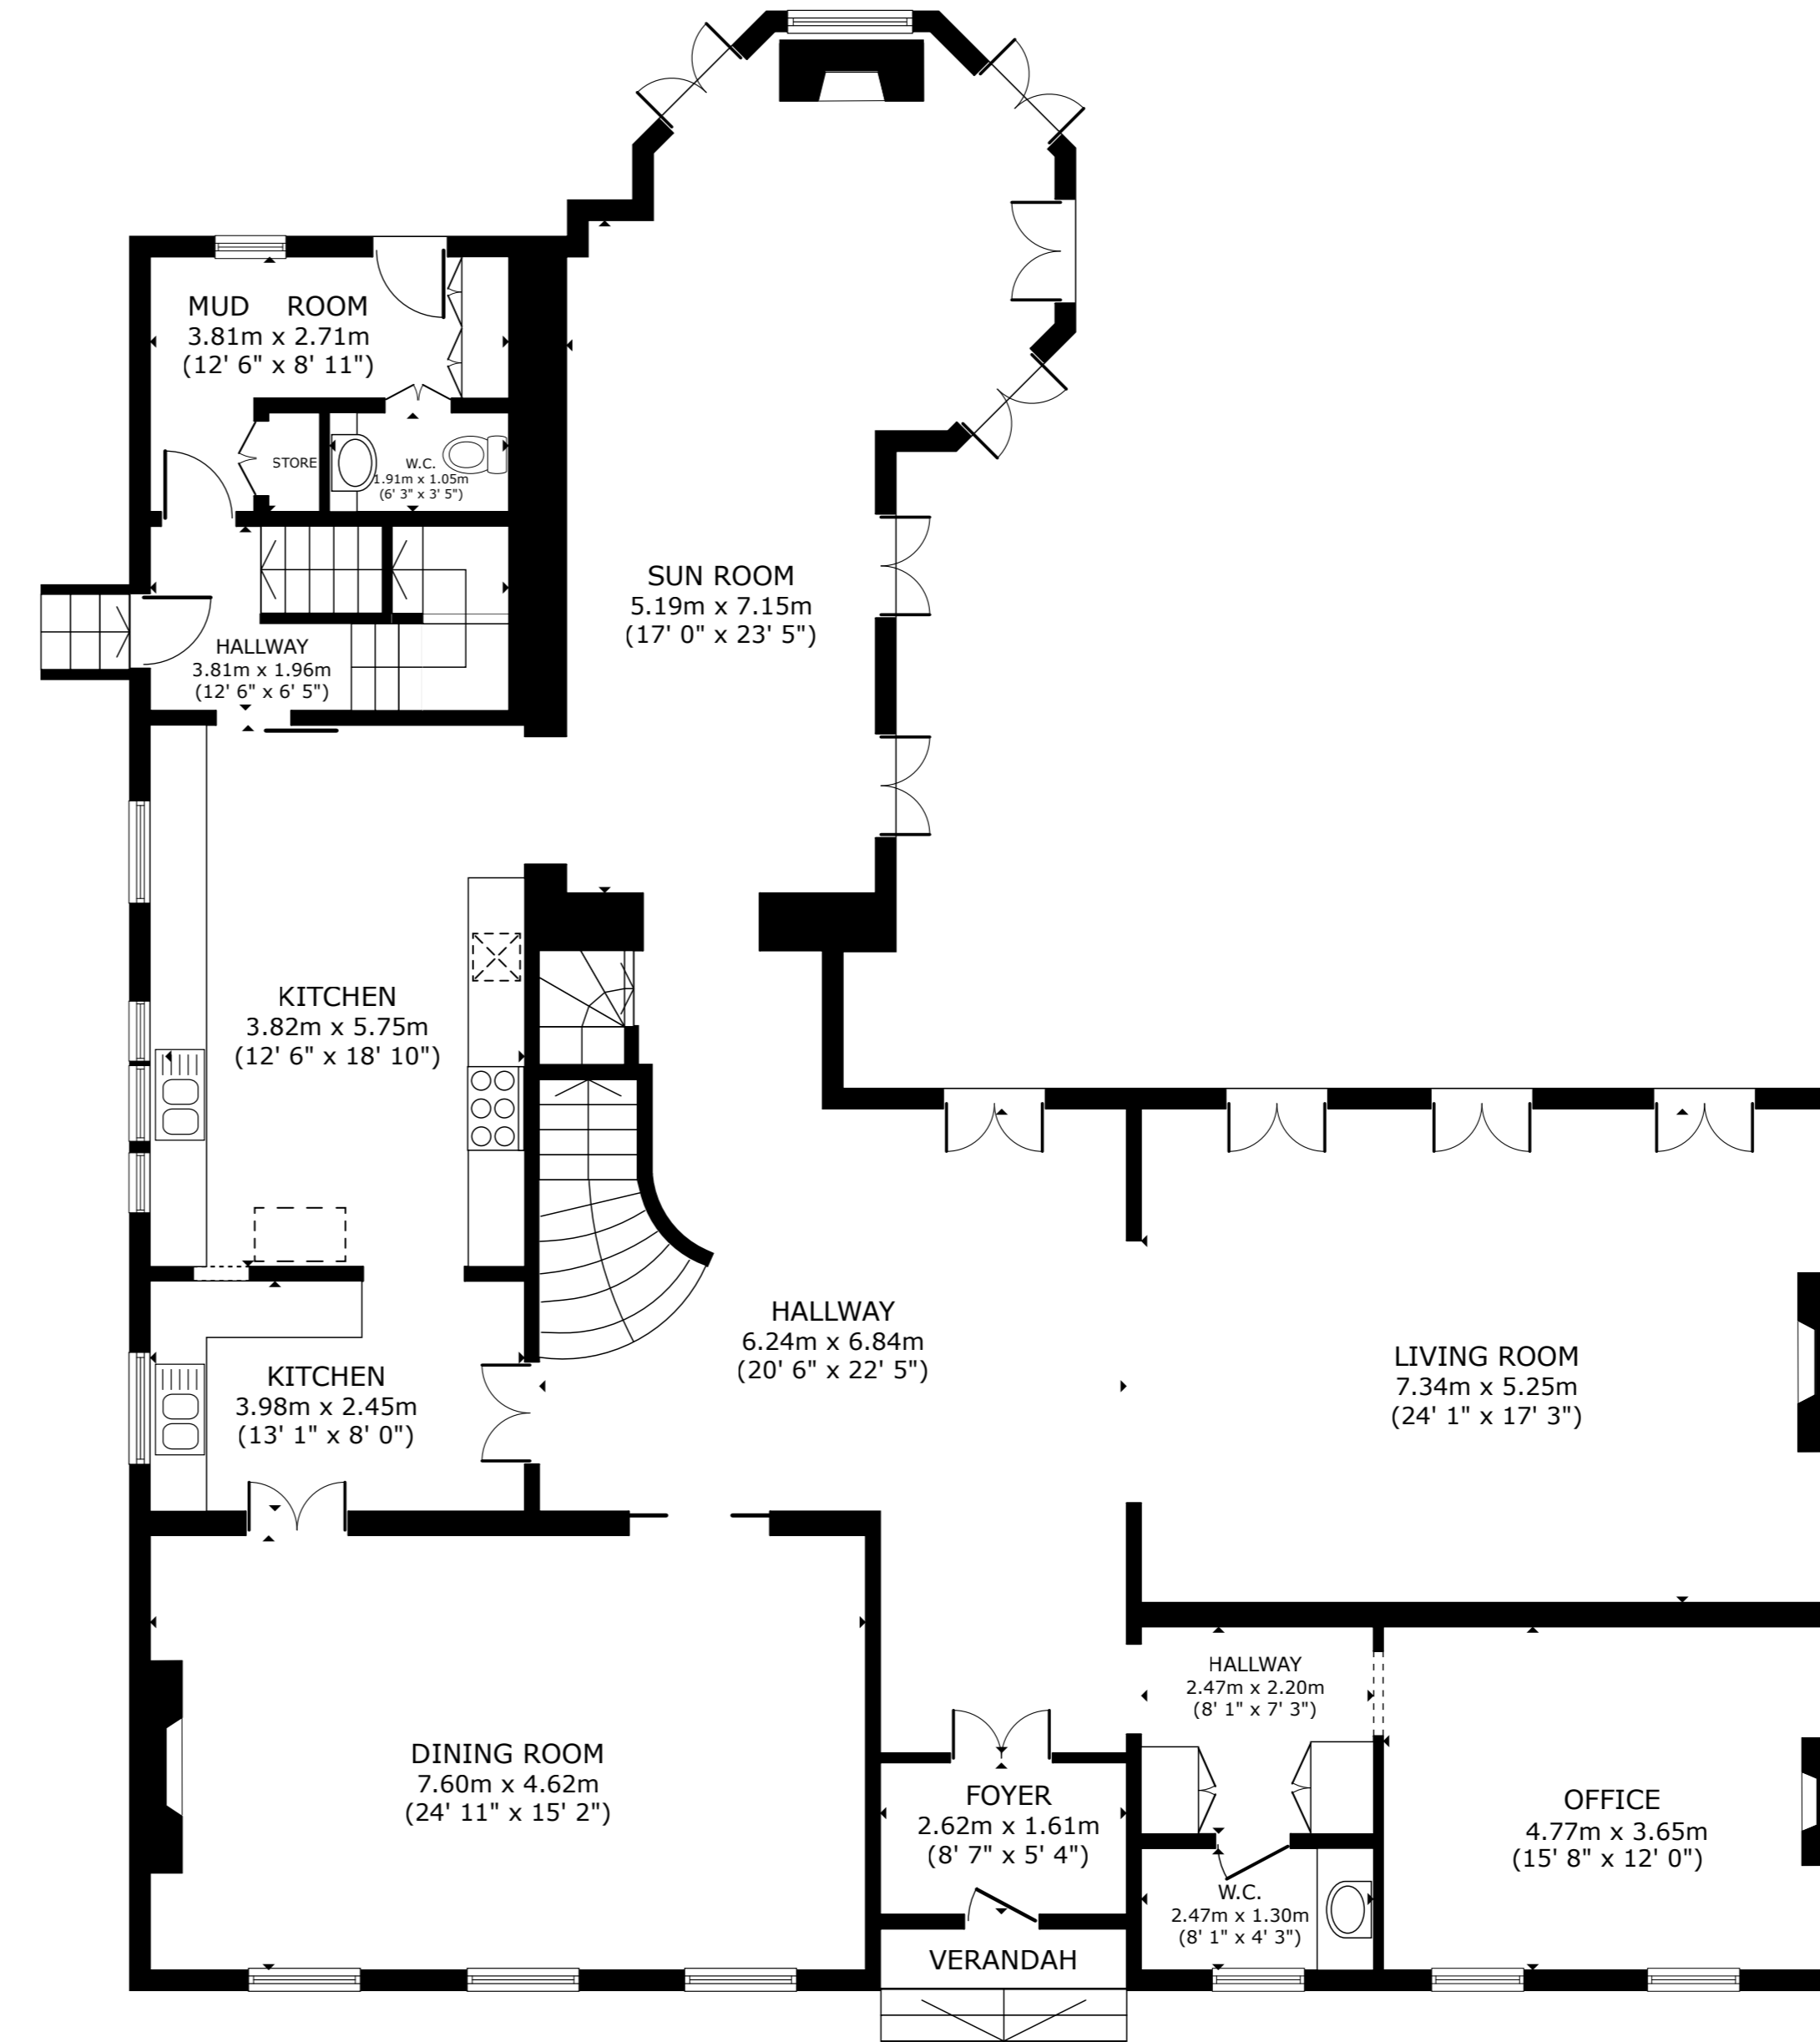 MUD ROOM
3.81m x 2.71m
(12' 6" x 8' 11")
STORE
W.C.
1.91m x 1.05m
(6' 3" x 3' 5")
SUN ROOM
5.19m x 7.15m
(17' 0" x 23' 5")
HALLWAY
3.81m x 1.96m
(12' 6" x 6' 5")
KITCHEN
3.82m x 5.75m
(12' 6" x 18' 10")
HALLWAY
6.24m x 6.84m
(20' 6" x 22' 5")
LIVING ROOM
7.34m x 5.25m
(24' 1" x 17' 3")
KITCHEN
3.98m x 2.45m
(13' 1" x 8' 0")
HALLWAY
2.47m x 2.20m
(8' 1" x 7' 3")
DINING ROOM
7.60m x 4.62m
(24' 11" x 15' 2")
FOYER
2.62m x 1.61m
(8' 7" x 5' 4")
OFFICE
4.77m x 3.65m
(15' 8" x 12' 0")
W.C.
2.47m x 1.30m
(8' 1" x 4' 3")
VERANDAH